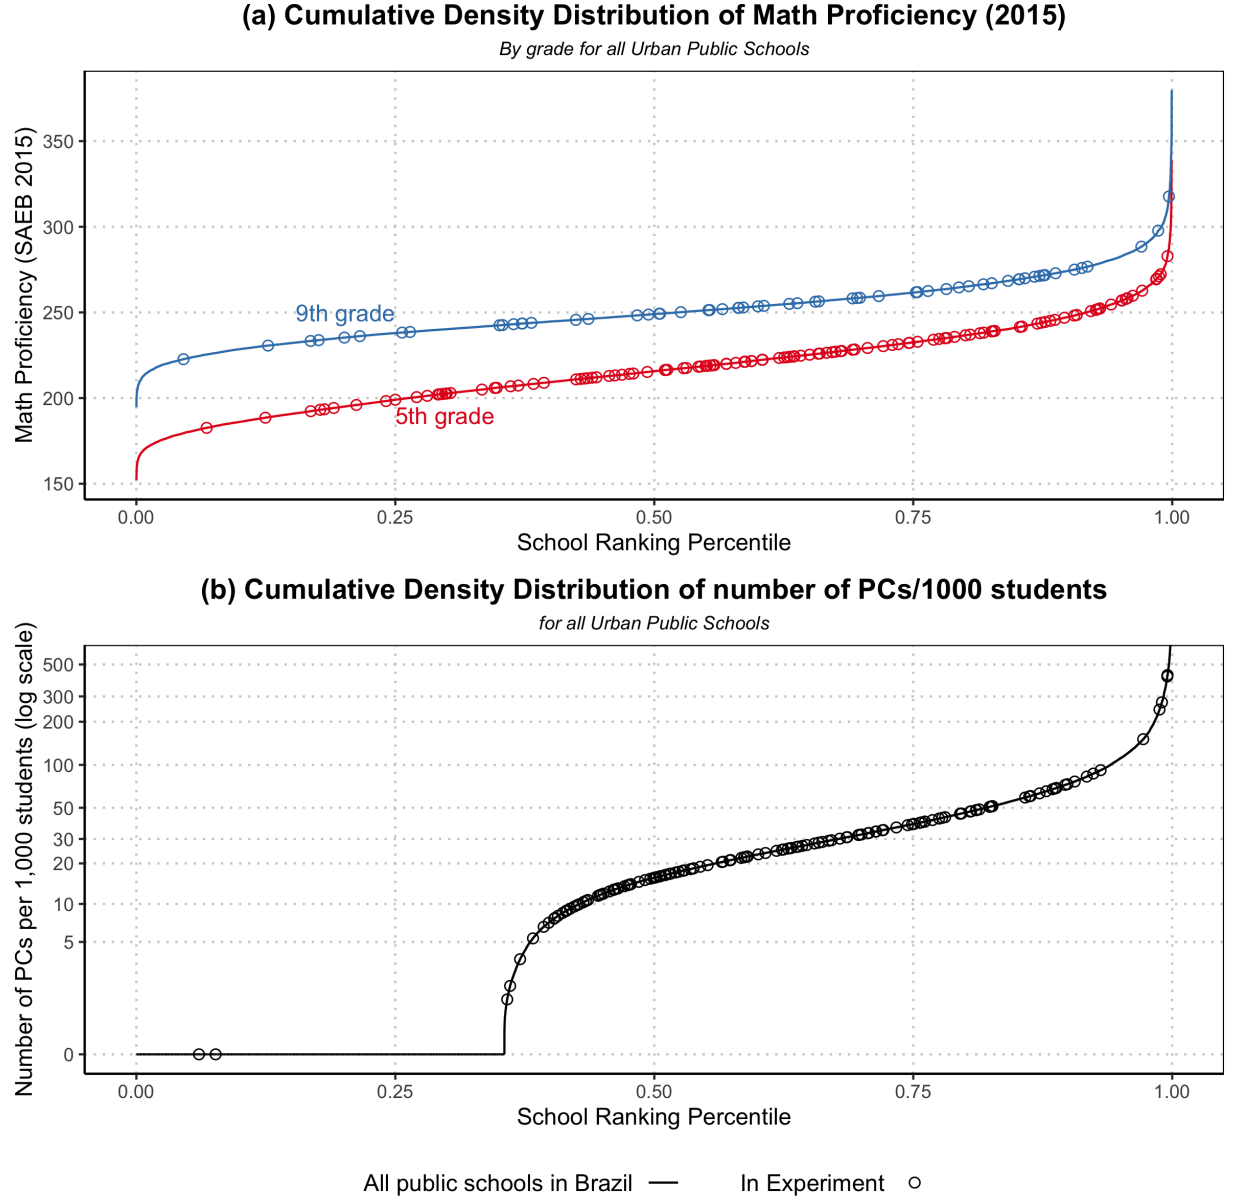 (a) Cumulative Density Distribution of Math Proficiency (2015)
By grade for all Urban Public Schools
Math Proficiency (SAEB 2015)
350
300
250
200
150
9th grade
5th grade
0.00 0.25 0.50 0.75 1.00
School Ranking Percentile
(b) Cumulative Density Distribution of number of PCs/1000 students
for all Urban Public Schools
Number of PCs per 1,000 students (log scale)
500
300
200
100
50
30
20
10
5
0
0.00 0.25 0.50 0.75 1.00
School Ranking Percentile
All public schools in Brazil In Experiment